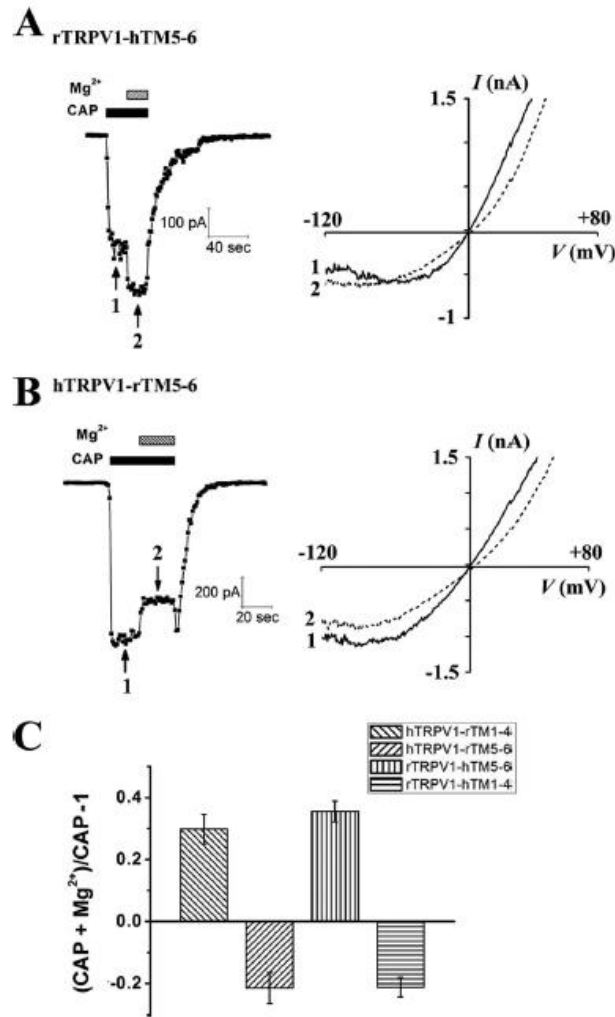 A
rTRPV1-hTM5-6
Mg²⁺
CAP
100 pA
40 sec
1
2
I (nA)
1.5
-120
+80
V (mV)
1
2
-1
B
hTRPV1-rTM5-6
Mg²⁺
CAP
2
200 pA
20 sec
1
I (nA)
1.5
-120
+80
V (mV)
2
1
-1.5
C
hTRPV1-rTM1-4
hTRPV1-rTM5-6
rTRPV1-hTM5-6
rTRPV1-hTM1-4
(CAP + Mg²⁺)/CAP-1
0.4
0.2
0.0
-0.2